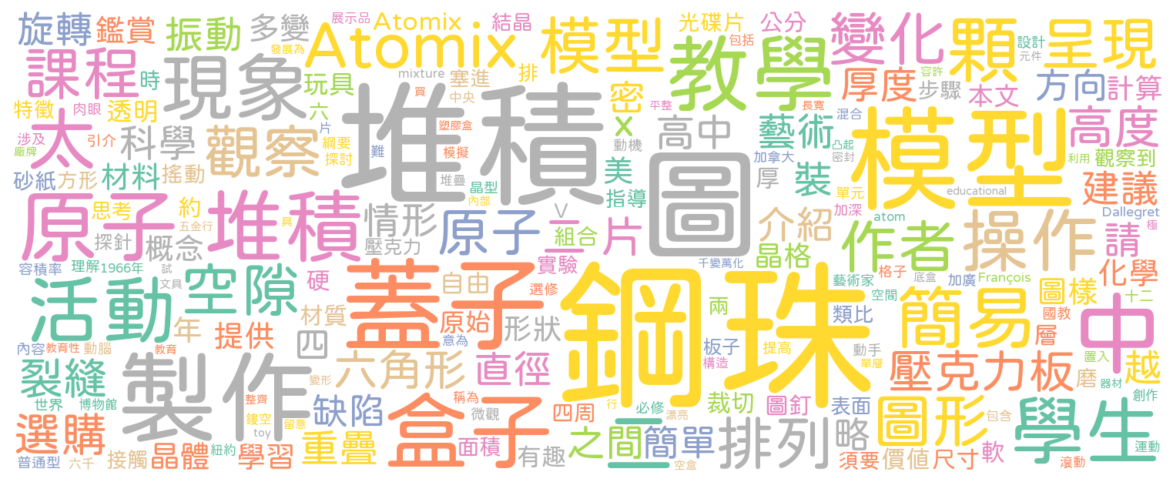 旋轉 鑑賞 振動 多變 展示品 Atomix 結晶 光碟片 公分 變化 顆 設計 呈現
發展為 Atomix 模型 教學 包括 容許 元件
課程 時 現象 玩具 mixture 塞進 排 密 厚度 步驟 本文 方向 計算
特徵 肉眼 透明 六 買 中央 平整 x 長寬
涉及 太 引介 科學 觀察 片 綱要 塑膠盒 動機 高中 藝術 混合 凸起 模型 高度
廠牌 探討 難 模擬 加拿大 密封 利用 觀察到
砂紙 方形 材料 搖動 堆積 堆疊 晶型 美 圖 厚 裝 單元 educational 建議
思考 約 內部 指導 加深 atom Dallegret 極
原子 五金行 堆積 情形 原子 V 一 組合 片 介紹 作者 操作 請
探針 概念 具 壓克力 晶格
容積率 理解 1966年 試 空隙 蓋子 硬 實驗 千變萬化 藝術家 格子 底盒 加廣 François 化學
文具 自由 選修 鋼珠 空間 圖樣 十二
活動 年 提供 材質 原始 形狀 兩 類比 簡易 國教 層 中
內容 教育性 動腦 教育 四 意為 板子 提高 動手 置入 越
裂縫 製作 變形 六角形 直徑 構造 單層 壓克力板 磨 器材
世界 博物館 整齊 盒子 稱為 行 必修 漂亮 裁切 圖釘 表面 圖形 包含 創作
選購 鏤空 缺陷 微觀 四周 二 排列 略 學生
普通型 六千 接觸 晶體 紐約 toy 學習 留意 重疊 面積 有趣 之間 空盒 簡單 須要 價值 尺寸 軟 運動 滾動